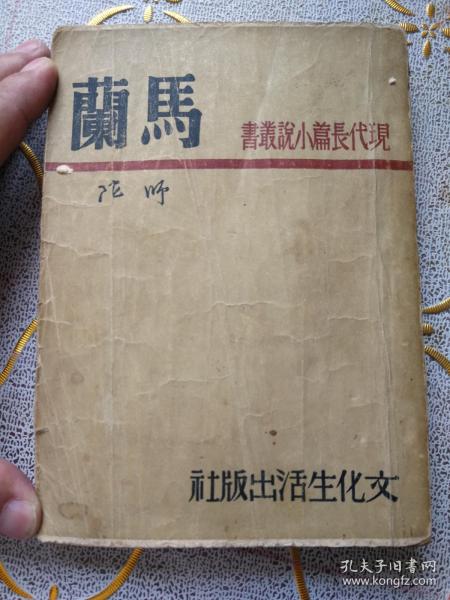 現代長篇小說叢書
馬蘭
師陀
文化生活出版社
孔夫子旧书网
www.kongfz.com